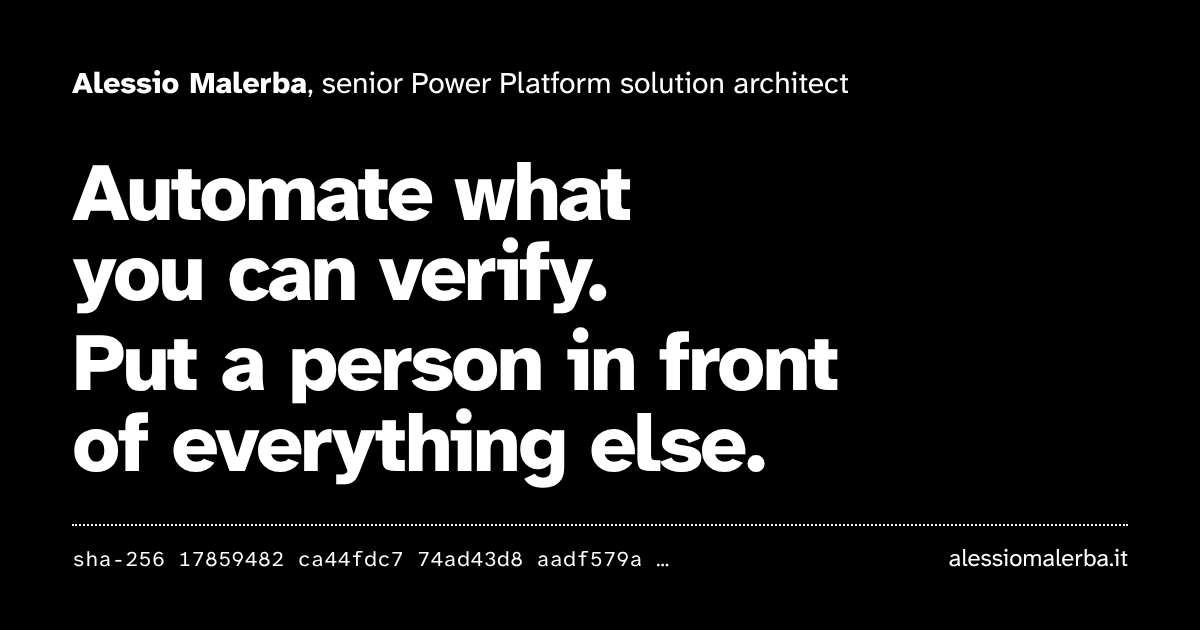 Alessio Malerba, senior Power Platform solution architect
Automate what
you can verify.
Put a person in front
of everything else.
sha-256 17859482 ca44fdc7 74ad43d8 aadf579a …
alessiomalerba.it